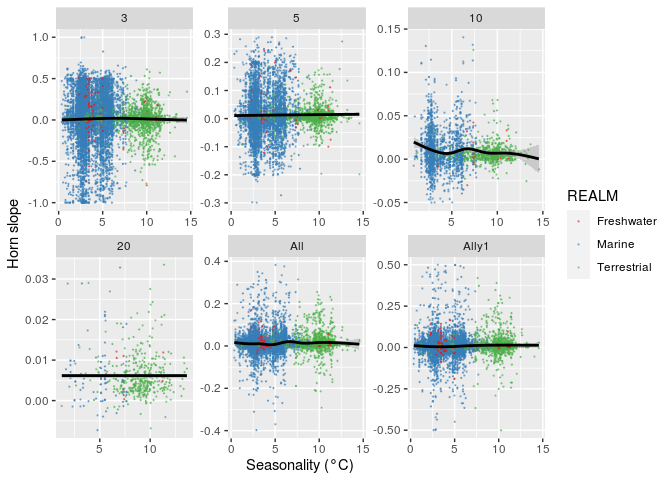 3 5 10
1.0 0.5 0.0 -0.5 -1.0
0.3 0.2 0.1 0.0 -0.1 -0.2 -0.3
0.15 0.10 0.05 0.00 -0.05
0 5 10 15 0 5 10 15 5 10 15
Horn slope
20 All Ally1
0.03 0.02 0.01 0.00
0.4 0.2 0.0 -0.2 -0.4
0.50 0.25 0.00 -0.25 -0.50
5 10 0 5 10 15 0 5 10 15
Seasonality (°C)
REALM
Freshwater
Marine
Terrestrial